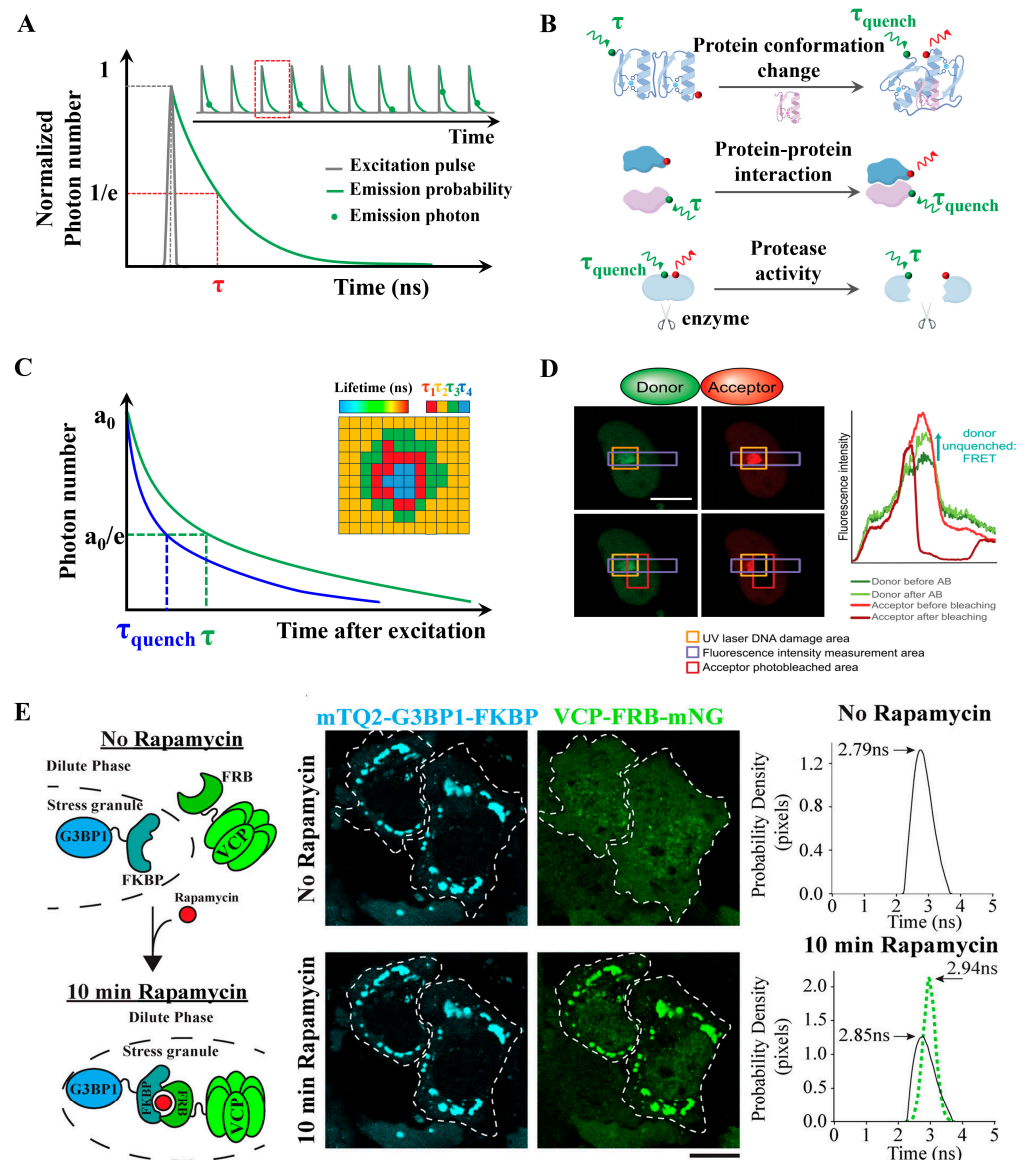 A
1
1/e
Normalized
Photon number
Time
Excitation pulse
Emission probability
Emission photon
τ
Time (ns)
B
τ
τquench
Protein conformation
change
Protein-protein
interaction
τ
τquench
τquench
Protease
activity
τ
enzyme
C
a0
a0/e
Photon number
Lifetime (ns)
τ1 τ2 τ3 τ4
τquench
τ
Time after excitation
D
Donor
Acceptor
Fluorescence intensity
donor
unquenched:
FRET
Donor before AB
Donor after AB
Acceptor before bleaching
Acceptor after bleaching
UV laser DNA damage area
Fluorescence intensity measurement area
Acceptor photobleached area
E
No Rapamycin
Dilute Phase
FRB
Stress granule
G3BP1
VCP
FKBP
Rapamycin
10 min Rapamycin
Dilute Phase
Stress granule
G3BP1
FKBP
FRB
VCP
mTQ2-G3BP1-FKBP
VCP-FRB-mNG
No Rapamycin
10 min Rapamycin
No Rapamycin
2.79ns
1.2
0.8
0.4
0.0
Probability Density
(pixels)
0 1 2 3 4 5
Time (ns)
10 min Rapamycin
2.94ns
2.85ns
2.0
1.5
1.0
0.5
0.0
Probability Density
(pixels)
0 1 2 3 4 5
Time (ns)